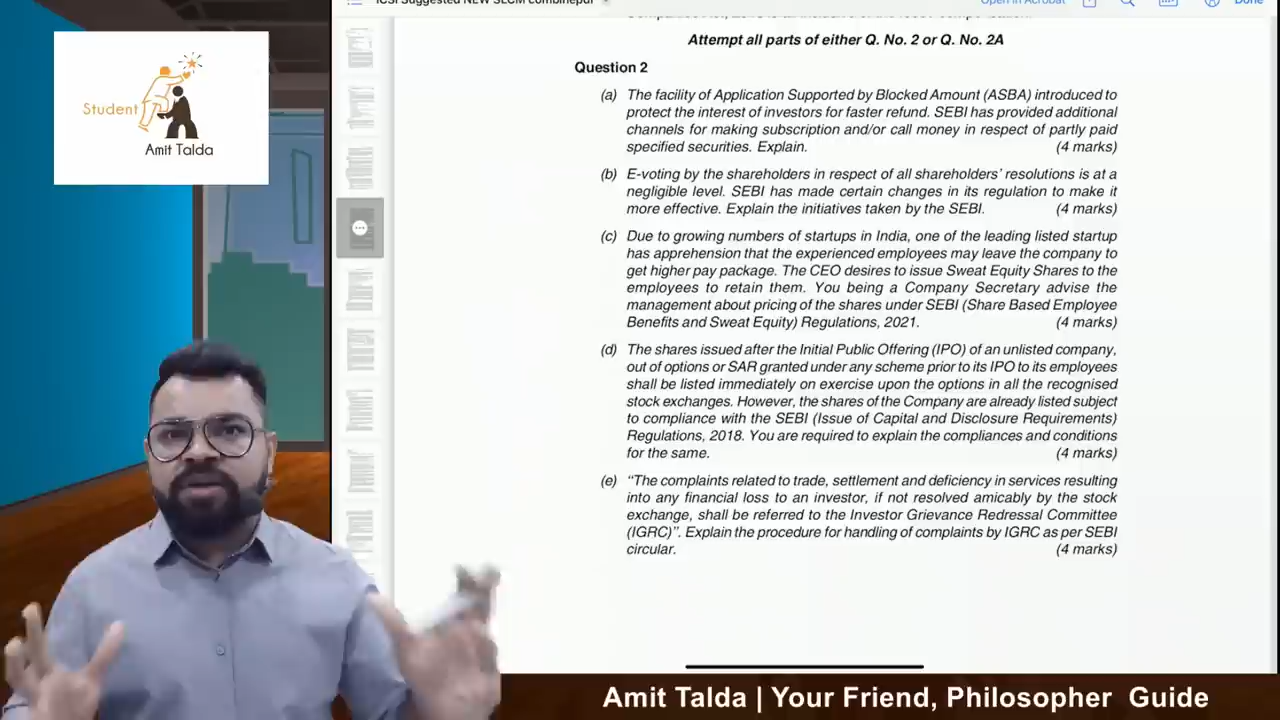 ICSI Suggested NEW SLCM combinepdf
Open in Acrobat
Done
Student
Amit Talda
Attempt all parts of either Q. No. 2 or Q. No. 2A
Question 2
(a) The facility of Application Supported by Blocked Amount (ASBA) introduced to
protect the interest of investors for faster refund. SEBI has provided additional
channels for making subscription and/or call money in respect of partly paid
specified securities. Explain. (4 marks)
(b) E-voting by the shareholders in respect of all shareholders' resolutions is at a
negligible level. SEBI has made certain changes in its regulation to make it
more effective. Explain the initiatives taken by the SEBI. (4 marks)
(c) Due to growing numbers of startups in India, one of the leading listed startup
has apprehension that the experienced employees may leave the company to
get higher pay package. The CEO desires to issue Sweat Equity Shares to the
employees to retain them. You being a Company Secretary advise the
management about pricing of the shares under SEBI (Share Based Employee
Benefits and Sweat Equity) Regulations, 2021. (4 marks)
(d) The shares issued after the Initial Public Offering (IPO) of an unlisted company,
out of options or SAR granted under any scheme prior to its IPO to its employees
shall be listed immediately on exercise upon the options in all the recognised
stock exchanges. However, the shares of the Company are already listed subject
to compliance with the SEBI (Issue of Capital and Disclosure Requirements)
Regulations, 2018. You are required to explain the compliances and conditions
for the same. (4 marks)
(e) "The complaints related to trade, settlement and deficiency in services resulting
into any financial loss to an investor, if not resolved amicably by the stock
exchange, shall be referred to the Investor Grievance Redressal Committee
(IGRC)". Explain the procedure for handling of complaints by IGRC as per SEBI
circular. (4 marks)
Amit Talda | Your Friend, Philosopher Guide